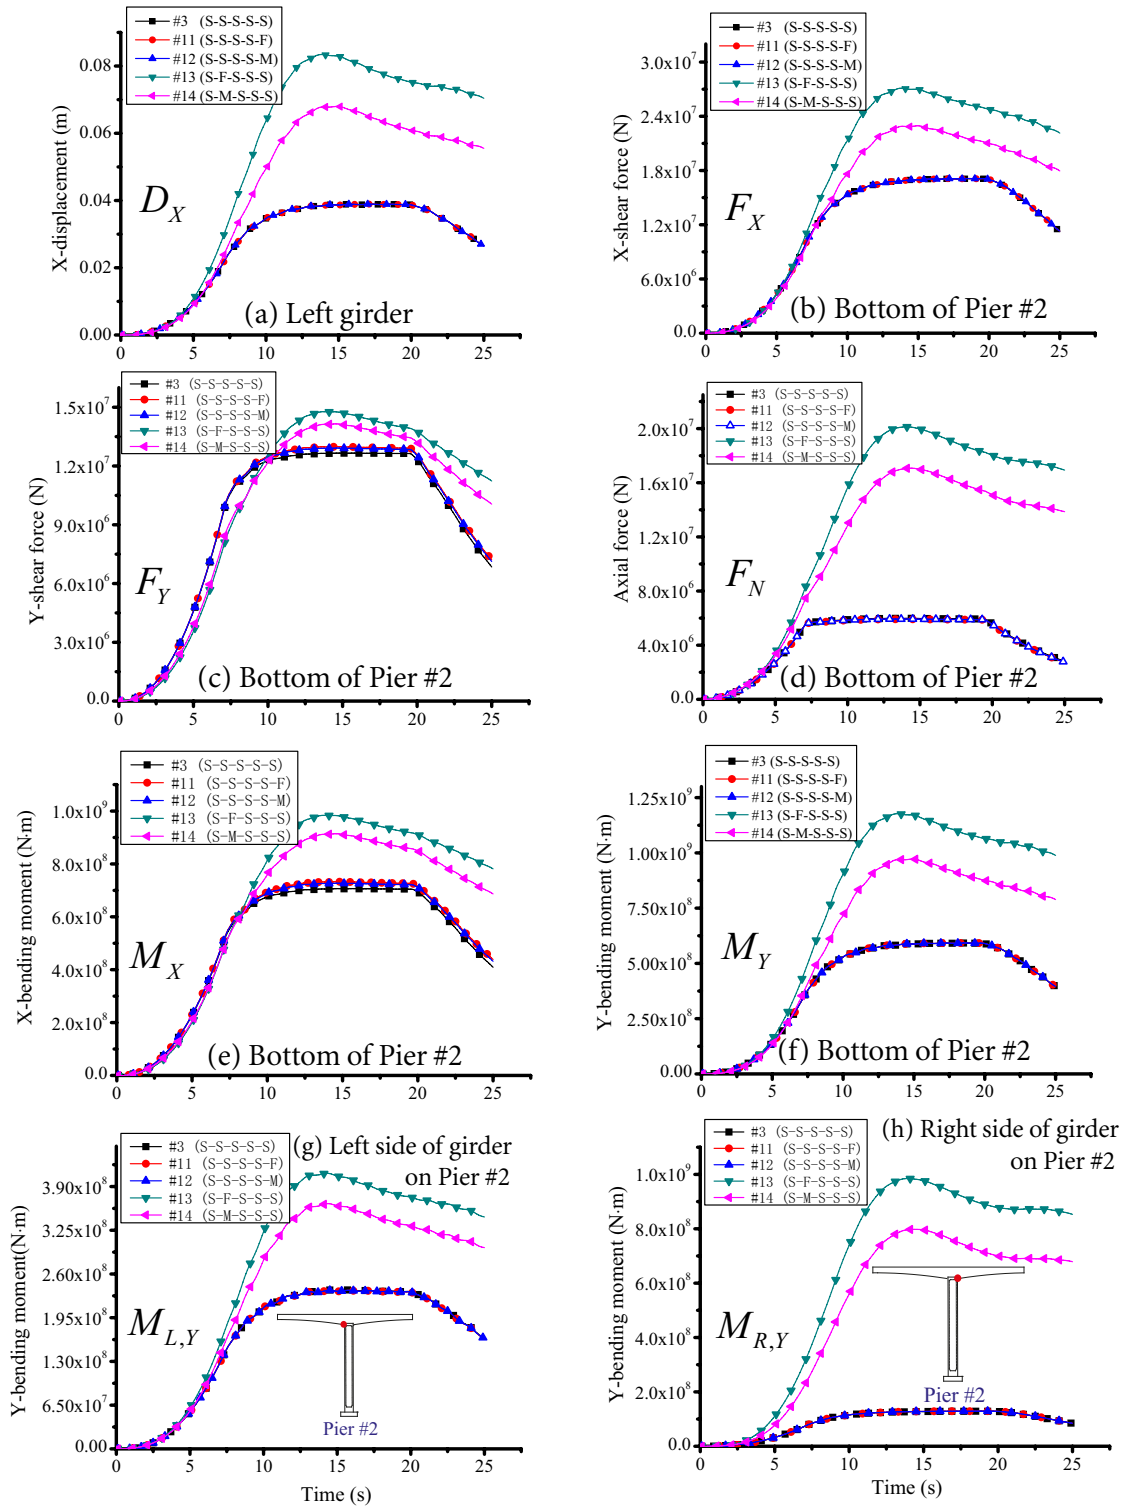 #3 (S-S-S-S-S)
#11 (S-S-S-S-F)
#12 (S-S-S-S-M)
#13 (S-F-S-S-S)
#14 (S-M-S-S-S)
0.08
0.06
0.04
0.02
0.00
X-displacement (m)
D_X
(a) Left girder
0 5 10 15 20 25
#3 (S-S-S-S-S)
#11 (S-S-S-S-F)
#12 (S-S-S-S-M)
#13 (S-F-S-S-S)
#14 (S-M-S-S-S)
3.0x10^7
2.4x10^7
1.8x10^7
1.2x10^7
6.0x10^6
0.0
X-shear force (N)
F_X
(b) Bottom of Pier #2
0 5 10 15 20 25
#3 (S-S-S-S-S)
#11 (S-S-S-S-F)
#12 (S-S-S-S-M)
#13 (S-F-S-S-S)
#14 (S-M-S-S-S)
1.5x10^7
1.2x10^7
9.0x10^6
6.0x10^6
3.0x10^6
0.0
Y-shear force (N)
F_Y
(c) Bottom of Pier #2
0 5 10 15 20 25
#3 (S-S-S-S-S)
#11 (S-S-S-S-F)
#12 (S-S-S-S-M)
#13 (S-F-S-S-S)
#14 (S-M-S-S-S)
2.0x10^7
1.6x10^7
1.2x10^7
8.0x10^6
4.0x10^6
0.0
Axial force (N)
F_N
(d) Bottom of Pier #2
0 5 10 15 20 25
#3 (S-S-S-S-S)
#11 (S-S-S-S-F)
#12 (S-S-S-S-M)
#13 (S-F-S-S-S)
#14 (S-M-S-S-S)
1.0x10^9
8.0x10^8
6.0x10^8
4.0x10^8
2.0x10^8
0.0
X-bending moment (N·m)
M_X
(e) Bottom of Pier #2
0 5 10 15 20 25
#3 (S-S-S-S-S)
#11 (S-S-S-S-F)
#12 (S-S-S-S-M)
#13 (S-F-S-S-S)
#14 (S-M-S-S-S)
1.25x10^9
1.00x10^9
7.50x10^8
5.00x10^8
2.50x10^8
0.00
Y-bending moment (N·m)
M_Y
(f) Bottom of Pier #2
0 5 10 15 20 25
#3 (S-S-S-S-S)
#11 (S-S-S-S-F)
#12 (S-S-S-S-M)
#13 (S-F-S-S-S)
#14 (S-M-S-S-S)
(g) Left side of girder
on Pier #2
3.90x10^8
3.25x10^8
2.60x10^8
1.95x10^8
1.30x10^8
6.50x10^7
0.00
Y-bending moment(N·m)
M_L,Y
Pier #2
0 5 10 15 20 25
Time (s)
#3 (S-S-S-S-S)
#11 (S-S-S-S-F)
#12 (S-S-S-S-M)
#13 (S-F-S-S-S)
#14 (S-M-S-S-S)
(h) Right side of girder
on Pier #2
1.0x10^9
8.0x10^8
6.0x10^8
4.0x10^8
2.0x10^8
0.0
Y-bending moment (N·m)
M_R,Y
Pier #2
0 5 10 15 20 25
Time (s)